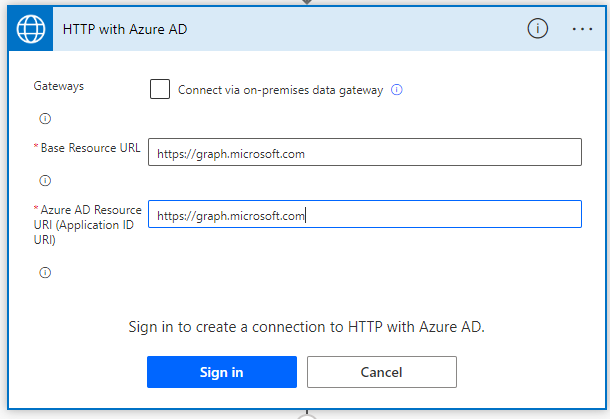 HTTP with Azure AD
Gateways
Connect via on-premises data gateway
* Base Resource URL
https://graph.microsoft.com
* Azure AD Resource
URI (Application ID
URI)
https://graph.microsoft.com
Sign in to create a connection to HTTP with Azure AD.
Sign in
Cancel